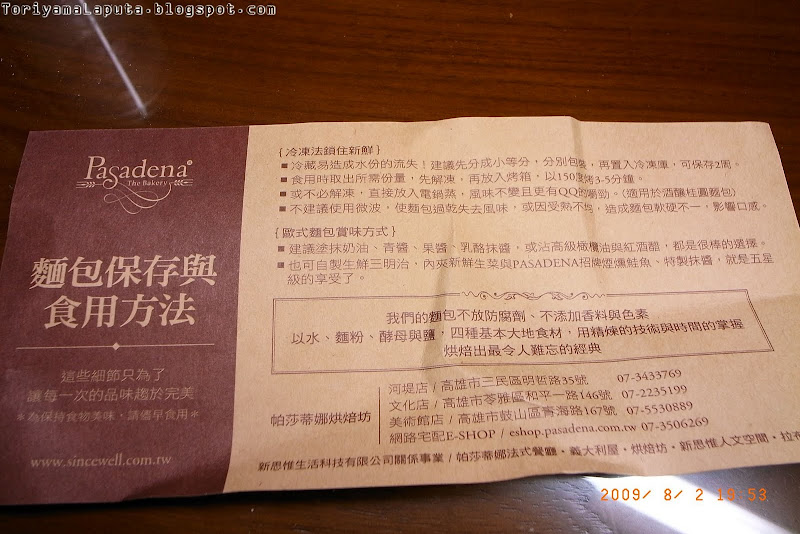 ToriyamaLaputa.blogspot.com
Pasadena
The Bakery
麵包保存與
食用方法
這些細節只為了
讓每一次的品味趨於完美
*為保持食物美味,請儘早食用*
www.sincewell.com.tw
{冷凍法鎖住新鮮}
■冷藏易造成水份的流失!建議先分成小等分,分別包裝,再置入冷凍庫,可保存2周。
■食用時取出所需份量,先解凍,再放入烤箱,以150度烤3-5分鐘。
■或不必解凍,直接放入電鍋蒸,風味不變且更有QQ的嚼勁。(適用於酒釀桂圓麵包)
■不建議使用微波,使麵包過乾失去風味,或因受熱不均,造成麵包軟硬不一,影響口感。
{歐式麵包賞味方式}
■建議塗抹奶油、青醬、果醬、乳酪抹醬,或沾高級橄欖油與紅酒醋,都是很棒的選擇。
■也可自製生鮮三明治,內夾新鮮生菜與PASADENA招牌煙燻鮭魚、特製抹醬,就是五星
級的享受了。
我們的麵包不放防腐劑、不添加香料與色素
以水、麵粉、酵母與鹽,四種基本大地食材,用精煉的技術與時間的掌握
烘焙出最令人難忘的經典
帕莎蒂娜烘焙坊
河堤店 / 高雄市三民區明哲路35號 07-3433769
文化店 / 高雄市苓雅區和平一路146號 07-2235199
美術館店 / 高雄市鼓山區青海路167號 07-5530889
網路宅配E-SHOP / eshop.pasadena.com.tw 07-3506269
新思惟生活科技有限公司關係事業 / 帕莎蒂娜法式餐廳・義大利屋・烘焙坊・新思惟人文空間・拉布
2009/ 8/ 2 18:53